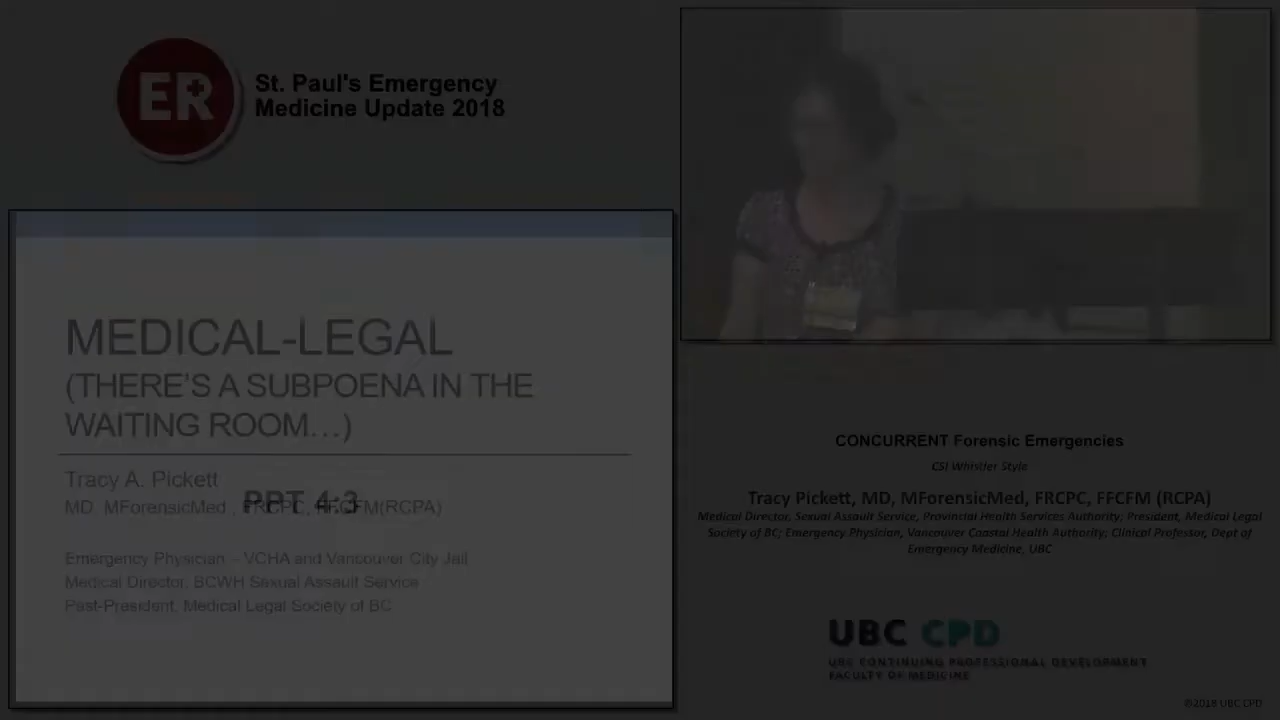 ER
St. Paul's Emergency
Medicine Update 2018
MEDICAL-LEGAL
(THERE'S A SUBPOENA IN THE
WAITING ROOM…)
Tracy A. Pickett
MD, MForensicMed., FRCPC, FFCFM(RCPA)
PPT 4:3
Emergency Physician – VCHA and Vancouver City Jail
Medical Director, BCWH Sexual Assault Service
Past-President, Medical Legal Society of BC
CONCURRENT Forensic Emergencies
CSI Whistler Style
Tracy Pickett, MD, MForensicMed, FRCPC, FFCFM (RCPA)
Medical Director, Sexual Assault Service, Provincial Health Services Authority; President, Medical Legal
Society of BC; Emergency Physician, Vancouver Coastal Health Authority; Clinical Professor, Dept of
Emergency Medicine, UBC
UBC CPD
UBC CONTINUING PROFESSIONAL DEVELOPMENT
FACULTY OF MEDICINE
©2018 UBC CPD